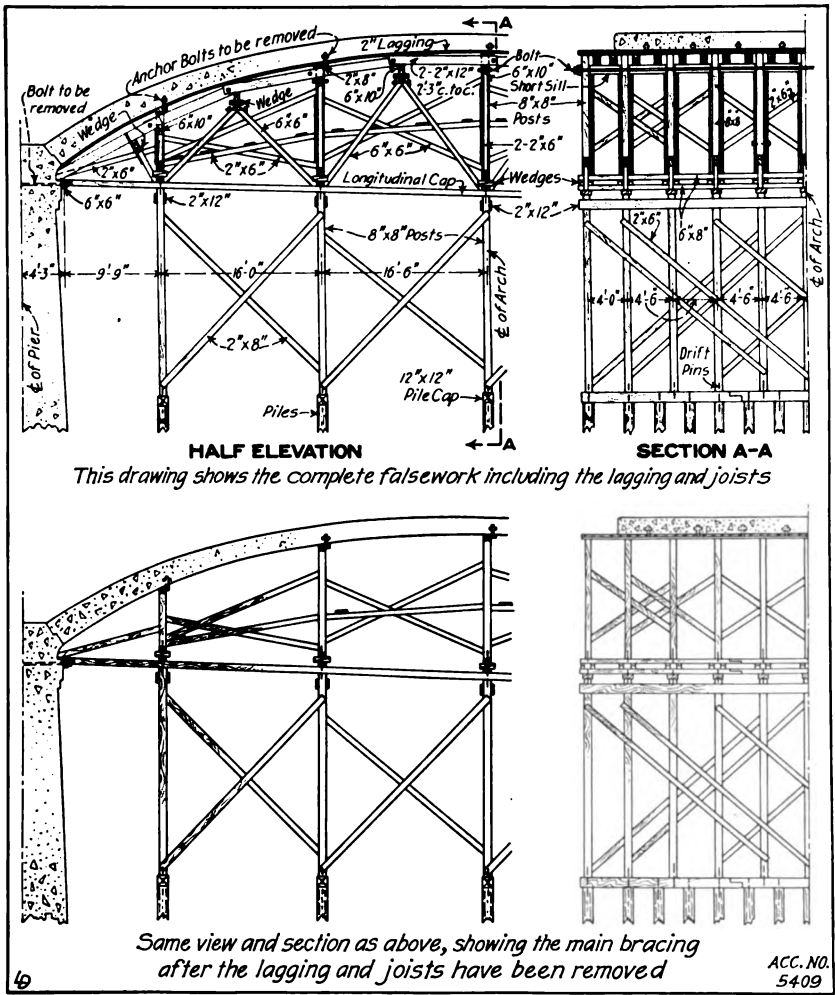 A
Anchor Bolts to be removed
2" Lagging
Bolt to be
removed
Wedge
6"x10"
Wedge
6"x6"
2"x8"
6"x10"
2-2"x12"
2'-3"c.toc.
Bolt
6"x10"
Short Sill
8"x8"
Posts
2-2"x6"
2"x6"
2"x6"
6"x6"
Longitudinal Cap
Wedges
6"x6"
2"x12"
2"x12"
8"x8" Posts
4'-3"
9'-9"
16'-0"
16'-6"
℄ of Arch
℄ of Pier
2"x8"
12"x12"
Pile Cap
Piles
A
8"x8"
2"x6"
2"x6"
6"x8"
℄ of Arch
4'-0"
4'-6"
4'-6"
4'-6
Drift
Pins
HALF ELEVATION
SECTION A-A
This drawing shows the complete falsework including the lagging and joists
Same view and section as above, showing the main bracing
after the lagging and joists have been removed
ACC. NO.
5409